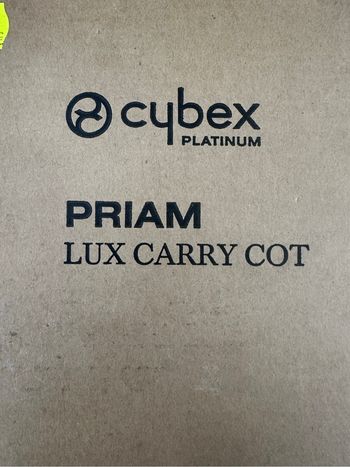 cybex
PLATINUM
PRIAM
LUX CARRY COT